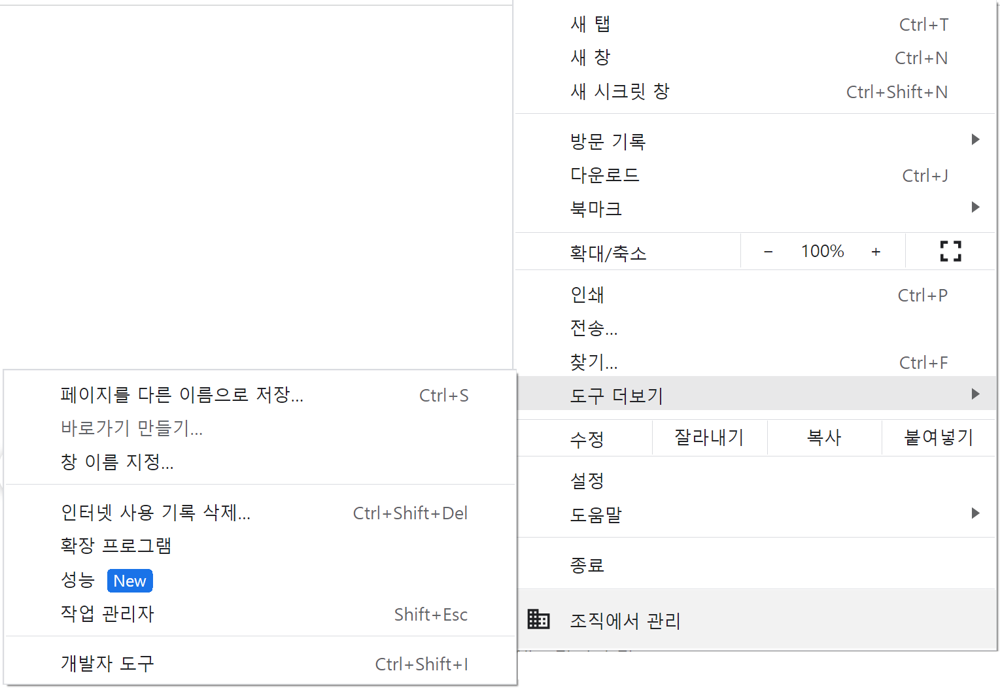 새 탭 Ctrl+T
새 창 Ctrl+N
새 시크릿 창 Ctrl+Shift+N
방문 기록
다운로드 Ctrl+J
북마크
확대/축소 − 100% +
인쇄 Ctrl+P
전송...
찾기... Ctrl+F
도구 더보기
수정 잘라내기 복사 붙여넣기
설정
도움말
종료
조직에서 관리
페이지를 다른 이름으로 저장... Ctrl+S
바로가기 만들기...
창 이름 지정...
인터넷 사용 기록 삭제... Ctrl+Shift+Del
확장 프로그램
성능 New
작업 관리자 Shift+Esc
개발자 도구 Ctrl+Shift+I